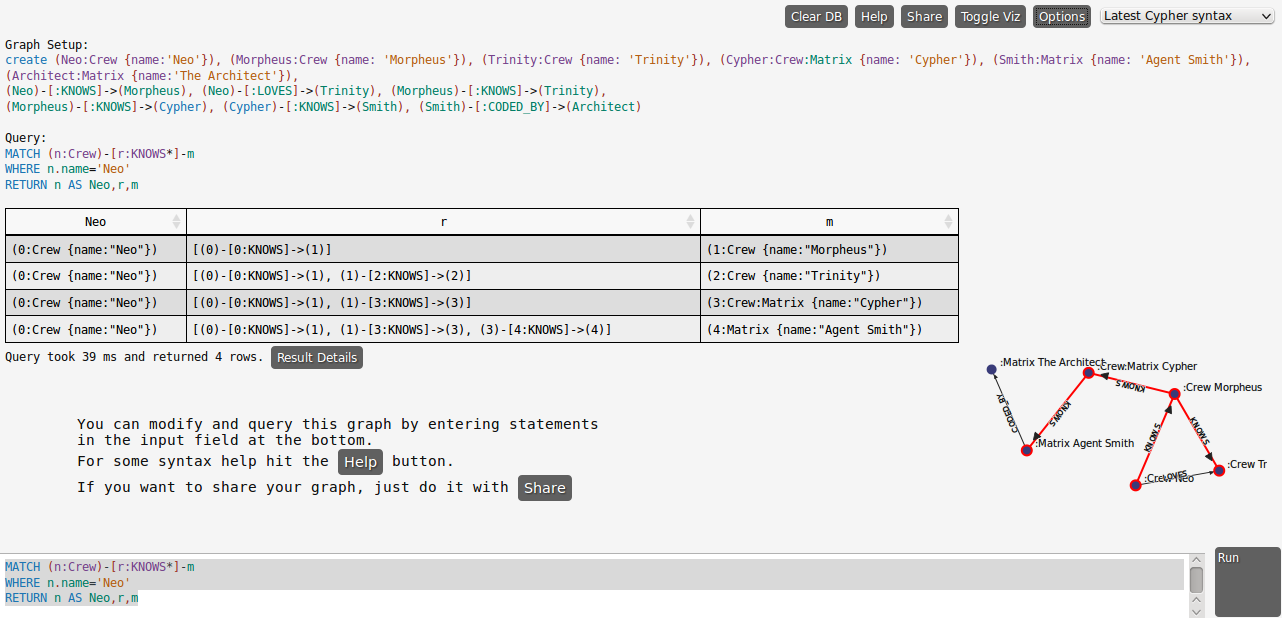 Clear DB Help Share Toggle Viz Options Latest Cypher syntax
Graph Setup:
create (Neo:Crew {name:'Neo'}), (Morpheus:Crew {name: 'Morpheus'}), (Trinity:Crew {name: 'Trinity'}), (Cypher:Crew:Matrix {name: 'Cypher'}), (Smith:Matrix {name: 'Agent Smith'}),
(Architect:Matrix {name:'The Architect'}),
(Neo)-[:KNOWS]->(Morpheus), (Neo)-[:LOVES]->(Trinity), (Morpheus)-[:KNOWS]->(Trinity),
(Morpheus)-[:KNOWS]->(Cypher), (Cypher)-[:KNOWS]->(Smith), (Smith)-[:CODED_BY]->(Architect)
Query:
MATCH (n:Crew)-[r:KNOWS*]-m
WHERE n.name='Neo'
RETURN n AS Neo,r,m
Neo r m
(0:Crew {name:"Neo"}) [(0)-[0:KNOWS]->(1)] (1:Crew {name:"Morpheus"})
(0:Crew {name:"Neo"}) [(0)-[0:KNOWS]->(1), (1)-[2:KNOWS]->(2)] (2:Crew {name:"Trinity"})
(0:Crew {name:"Neo"}) [(0)-[0:KNOWS]->(1), (1)-[3:KNOWS]->(3)] (3:Crew:Matrix {name:"Cypher"})
(0:Crew {name:"Neo"}) [(0)-[0:KNOWS]->(1), (1)-[3:KNOWS]->(3), (3)-[4:KNOWS]->(4)] (4:Matrix {name:"Agent Smith"})
Query took 39 ms and returned 4 rows. Result Details
:Matrix The Architect
:Crew:Matrix Cypher
KNOWS
:Crew Morpheus
CODED_BY
KNOWS
KNOWS
KNOWS
:Matrix Agent Smith
:Crew Tr
LOVES
:Crew Neo
You can modify and query this graph by entering statements
in the input field at the bottom.
For some syntax help hit the Help button.
If you want to share your graph, just do it with Share
MATCH (n:Crew)-[r:KNOWS*]-m
WHERE n.name='Neo'
RETURN n AS Neo,r,m
Run